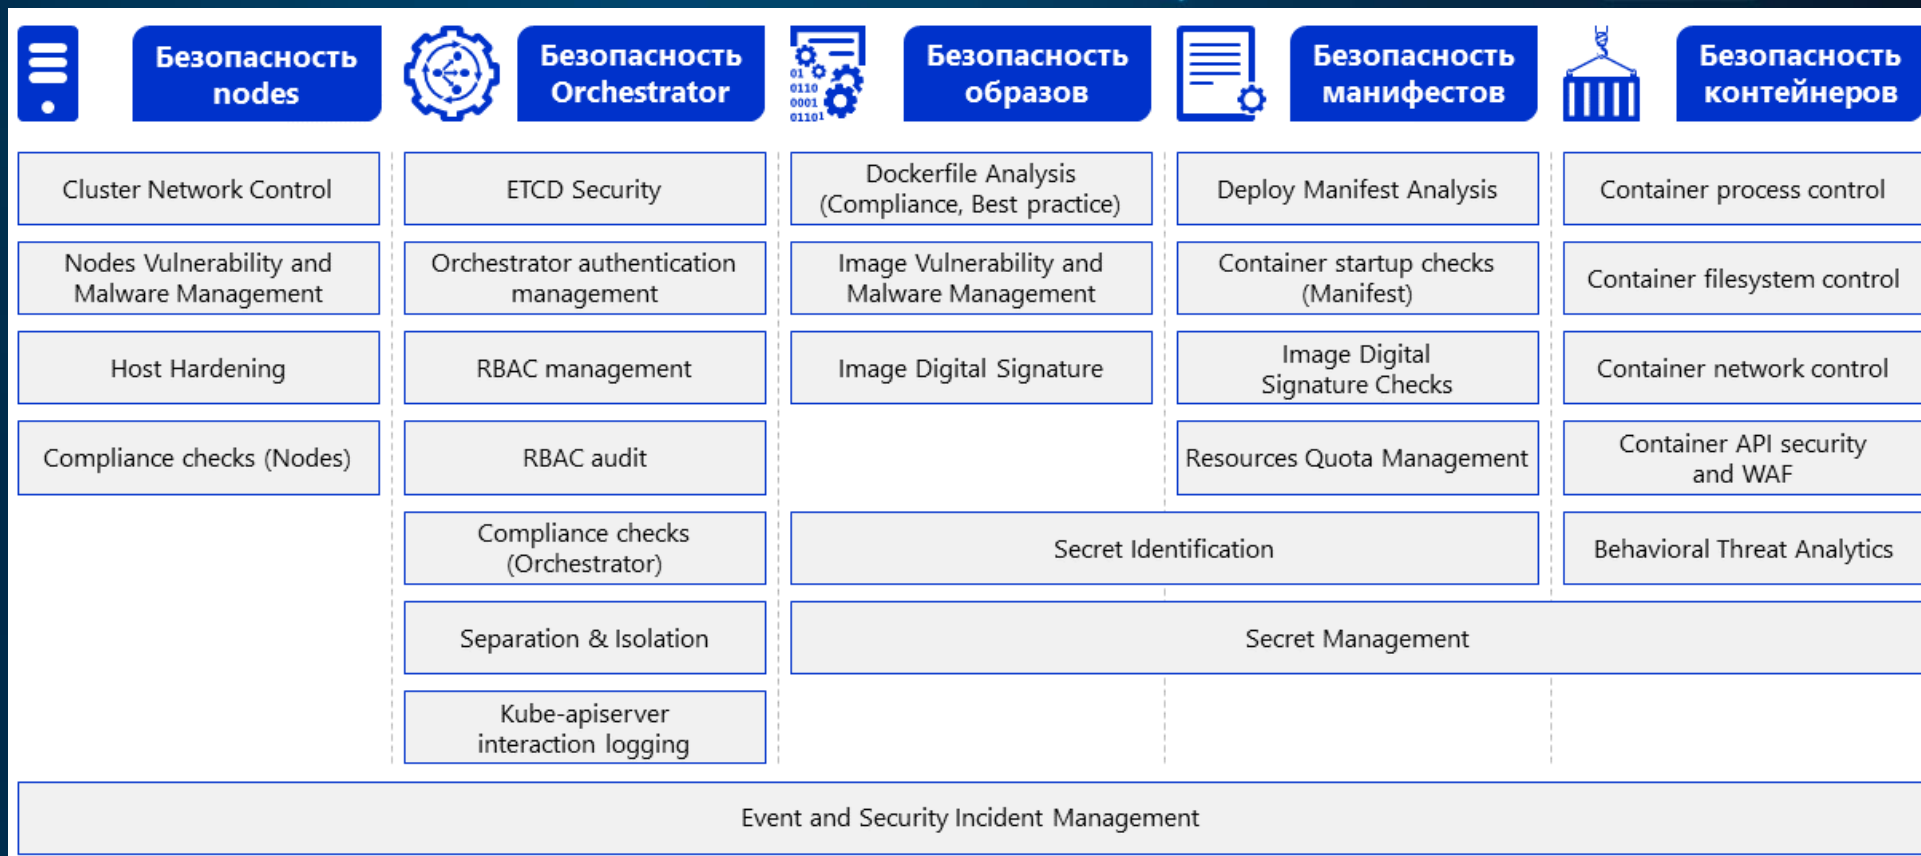 Безопасность
nodes
Безопасность
Orchestrator
01
0110
0001
01101
Безопасность
образов
Безопасность
манифестов
Безопасность
контейнеров
Cluster Network Control
Nodes Vulnerability and
Malware Management
Host Hardening
Compliance checks (Nodes)
ETCD Security
Orchestrator authentication
management
RBAC management
RBAC audit
Compliance checks
(Orchestrator)
Separation & Isolation
Kube-apiserver
interaction logging
Dockerfile Analysis
(Compliance, Best practice)
Image Vulnerability and
Malware Management
Image Digital Signature
Deploy Manifest Analysis
Container startup checks
(Manifest)
Image Digital
Signature Checks
Resources Quota Management
Container process control
Container filesystem control
Container network control
Container API security
and WAF
Behavioral Threat Analytics
Secret Identification
Secret Management
Event and Security Incident Management